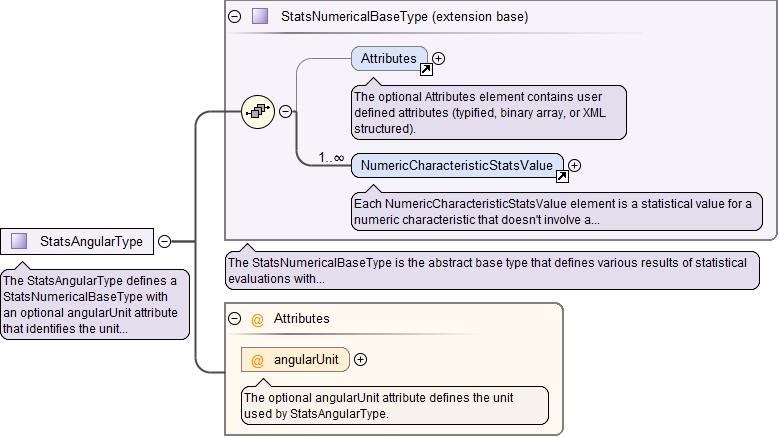 StatsNumericalBaseType (extension base)
Attributes
The optional Attributes element contains user
defined attributes (typified, binary array, or XML
structured).
1..∞
NumericCharacteristicStatsValue
Each NumericCharacteristicStatsValue element is a statistical value for a
numeric characteristic that doesn't involve a...
StatsAngularType
The StatsAngularType defines a
StatsNumericalBaseType with
an optional angularUnit attribute
that identifies the unit...
The StatsNumericalBaseType is the abstract base type that defines various results of statistical
evaluations with...
@ Attributes
@ angularUnit
The optional angularUnit attribute defines the unit
used by StatsAngularType.